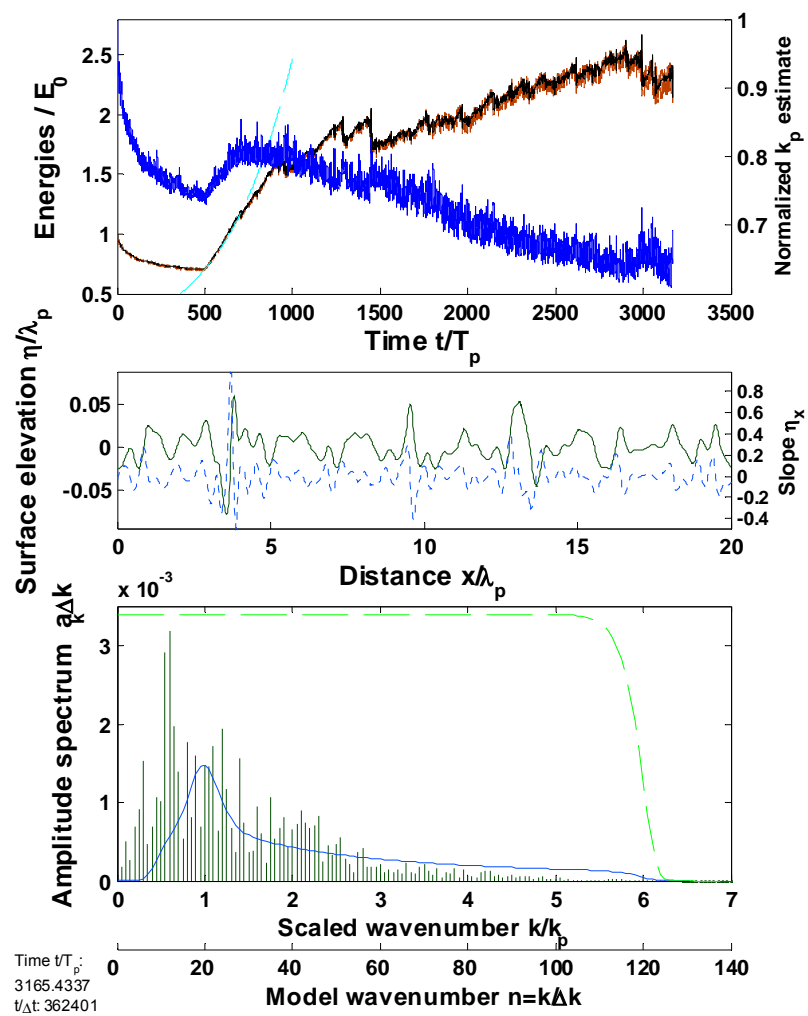 Energies / E0
2.5
2
1.5
1
0.5
1
0.9
0.8
0.7
Normalized kp estimate
0 500 1000 1500 2000 2500 3000 3500
Time t/Tp
Surface elevation η/λp
0.05
0
-0.05
0.8
0.6
0.4
0.2
0
-0.2
-0.4
Slope ηx
0 5 10 15 20
Distance x/λp
x 10-3
Amplitude spectrum akΔk
3
2
1
0
0 1 2 3 4 5 6 7
Scaled wavenumber k/kp
0 20 40 60 80 100 120 140
Model wavenumber n=k/Δk
Time t/Tp:
3165.4337
t/Δt: 362401